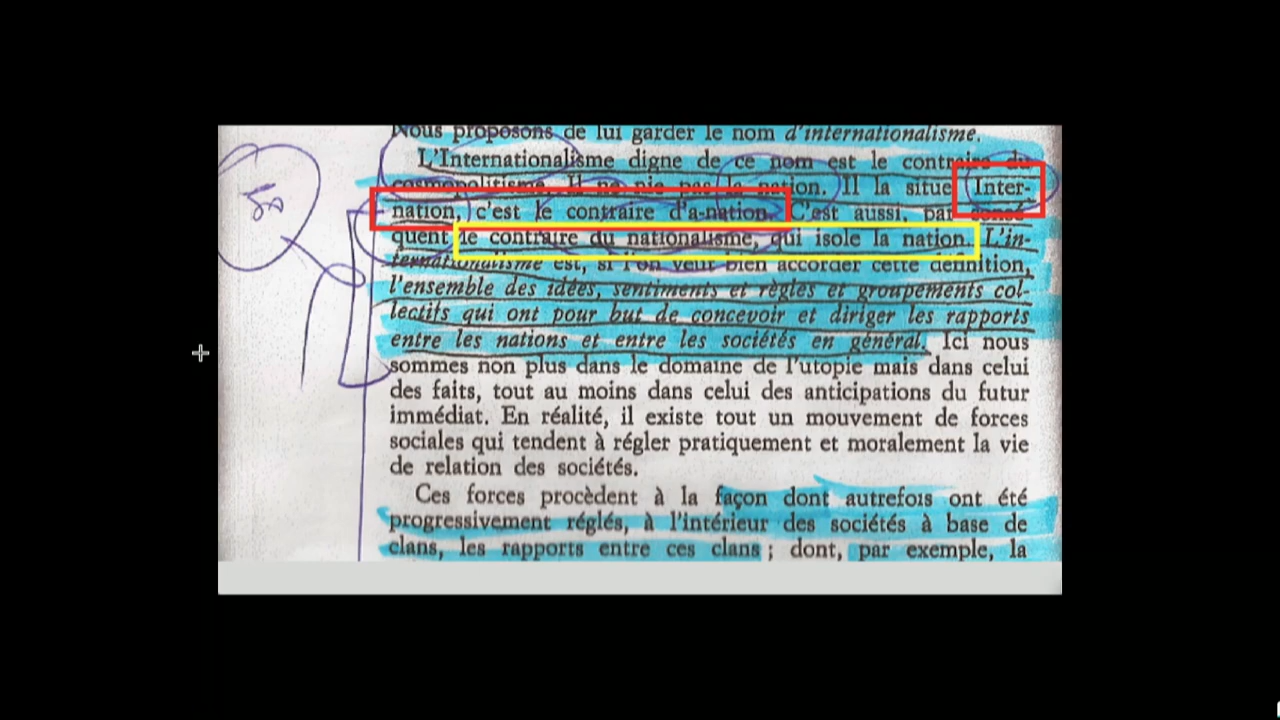 Nous proposons de lui garder le nom d'internationalisme.
L'Internationalisme digne de ce nom est le contraire du
cosmopolitisme. Il ne nie pas la nation. Il la situe Inter-
nation, c'est le contraire d'a-nation. C'est aussi, par consé
quent le contraire du nationalisme, qui isole la nation. L'in-
ternationalisme est, si l'on veut bien accorder cette définition,
l'ensemble des idées, sentiments et règles et groupements col-
lectifs qui ont pour but de concevoir et diriger les rapports
entre les nations et entre les sociétés en général. Ici nous
sommes non plus dans le domaine de l'utopie mais dans celui
des faits, tout au moins dans celui des anticipations du futur
immédiat. En réalité, il existe tout un mouvement de forces
sociales qui tendent à régler pratiquement et moralement la vie
de relation des sociétés.
Ces forces procèdent à la façon dont autrefois ont été
progressivement réglés, à l'intérieur des sociétés à base de
clans, les rapports entre ces clans ; dont, par exemple, la